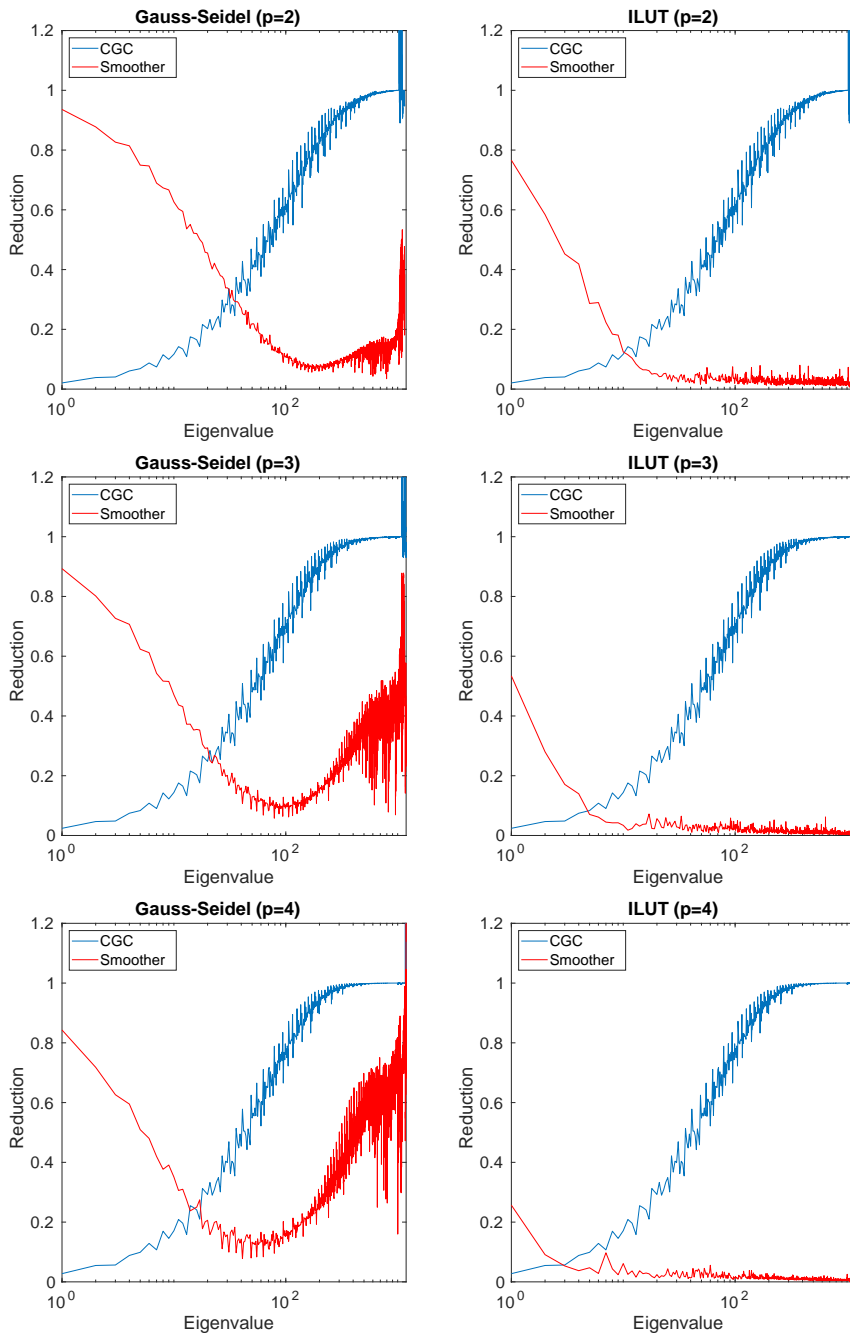 Gauss-Seidel (p=2)
1.2
CGC
Smoother
1
0.8
0.6
0.4
0.2
0
10^0
10^2
Reduction
Eigenvalue
ILUT (p=2)
1.2
CGC
Smoother
1
0.8
0.6
0.4
0.2
0
10^0
10^2
Reduction
Eigenvalue
Gauss-Seidel (p=3)
1.2
CGC
Smoother
1
0.8
0.6
0.4
0.2
0
10^0
10^2
Reduction
Eigenvalue
ILUT (p=3)
1.2
CGC
Smoother
1
0.8
0.6
0.4
0.2
0
10^0
10^2
Reduction
Eigenvalue
Gauss-Seidel (p=4)
1.2
CGC
Smoother
1
0.8
0.6
0.4
0.2
0
10^0
10^2
Reduction
Eigenvalue
ILUT (p=4)
1.2
CGC
Smoother
1
0.8
0.6
0.4
0.2
0
10^0
10^2
Reduction
Eigenvalue